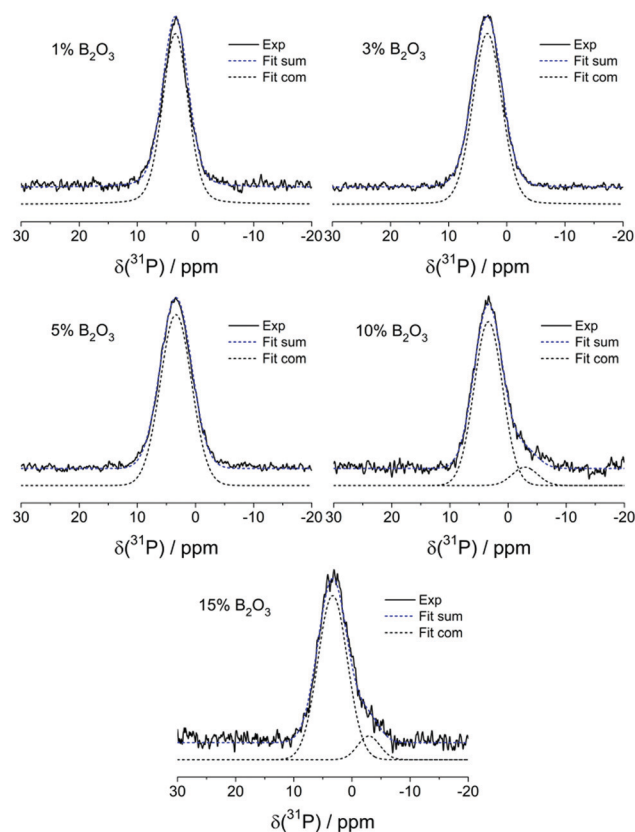 1% B₂O₃
Exp
Fit sum
Fit com
30 20 10 0 -10 -20
δ(³¹P) / ppm
3% B₂O₃
Exp
Fit sum
Fit com
30 20 10 0 -10 -20
δ(³¹P) / ppm
5% B₂O₃
Exp
Fit sum
Fit com
30 20 10 0 -10 -20
δ(³¹P) / ppm
10% B₂O₃
Exp
Fit sum
Fit com
30 20 10 0 -10 -20
δ(³¹P) / ppm
15% B₂O₃
Exp
Fit sum
Fit com
30 20 10 0 -10 -20
δ(³¹P) / ppm